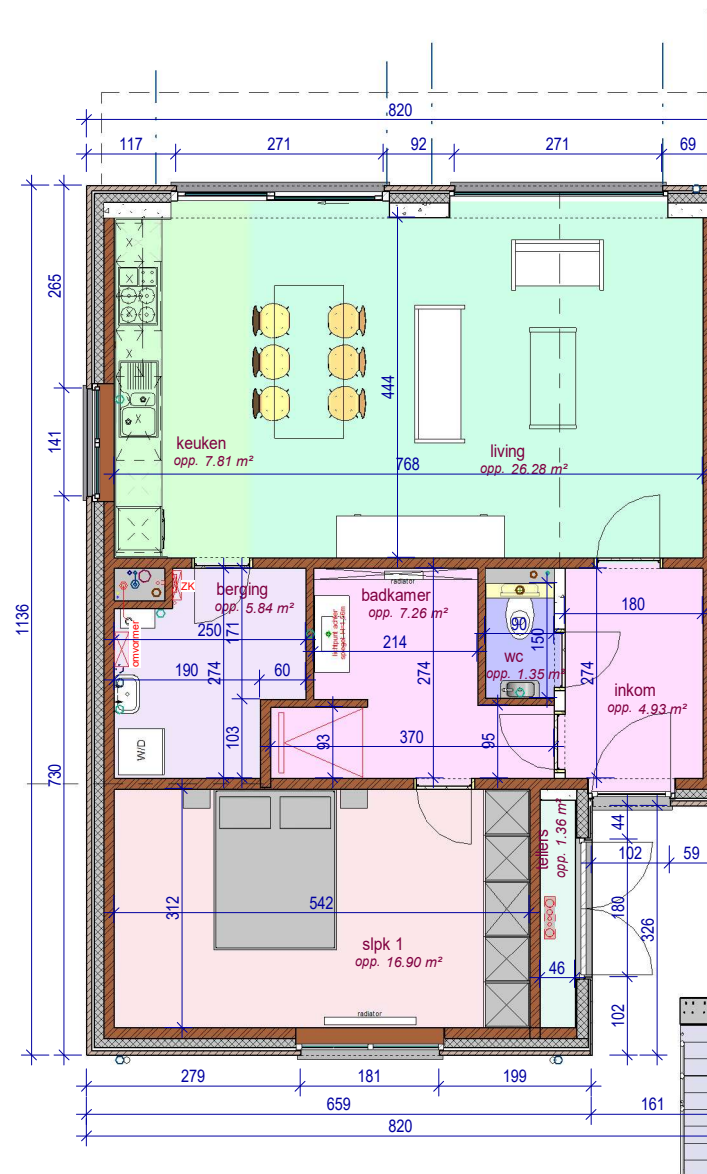 820
117
271
92
271
69
265
141
1136
730
444
keuken
opp. 7.81 m²
living
opp. 26.28 m²
768
ZK
berging
opp. 5.84 m²
radiator
badkamer
opp. 7.26 m²
omvormer
250
171
190
60
274
103
W/D
214
274
93
370
95
90
150
wc
opp. 1.35 m²
180
274
inkom
opp. 4.93 m²
312
542
slpk 1
opp. 16.90 m²
radiator
tellers
opp. 1.36 m²
46
44
102
59
180
326
102
279
181
199
659
161
820